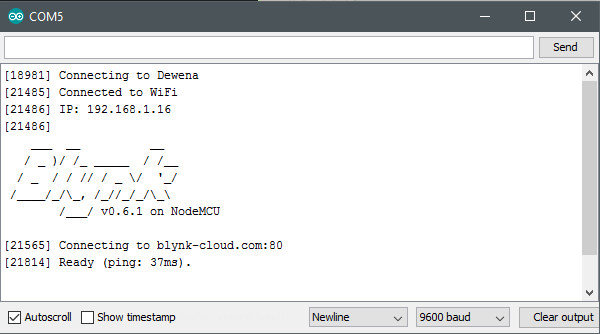 COM5
Send
[18981] Connecting to Dewena
[21485] Connected to WiFi
[21486] IP: 192.168.1.16
[21486]
    ___  __          __
   / _ )/ /_ _____  / /__
  / _  / / // / _ \/  '_/
 /____/_/\_, /_//_/_/\_\
        /___/ v0.6.1 on NodeMCU
[21565] Connecting to blynk-cloud.com:80
[21814] Ready (ping: 37ms).
Autoscroll Show timestamp Newline 9600 baud Clear output